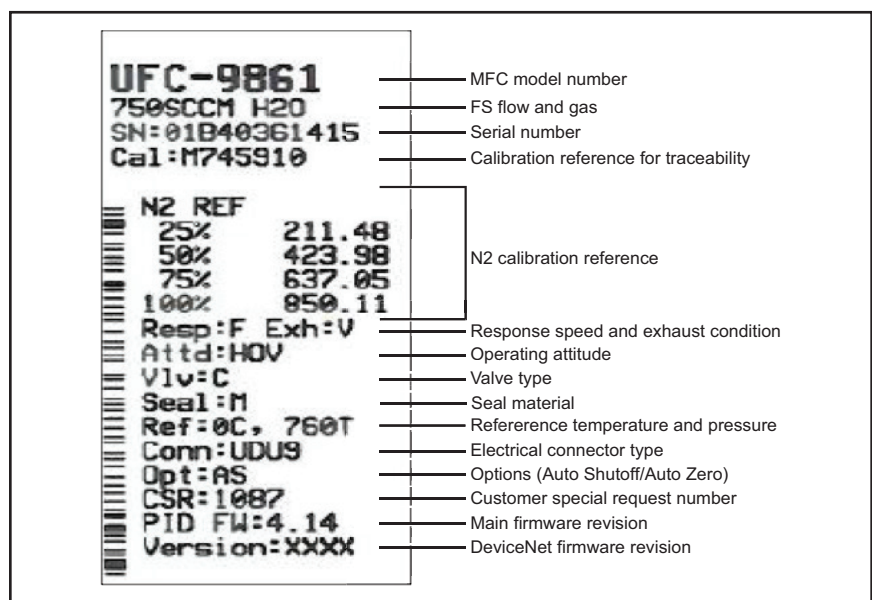 UFC-9861 MFC model number
750SCCM H2O FS flow and gas
SN:01B40361415 Serial number
Cal:M745910 Calibration reference for traceability
N2 REF
25% 211.48
50% 423.98
N2 calibration reference
75% 637.05
100% 850.11
Resp:F Exh:V Response speed and exhaust condition
Attd:HOV Operating attitude
Vlv:C Valve type
Seal:M Seal material
Ref:0C, 760T Refererence temperature and pressure
Conn:UDU9 Electrical connector type
Opt:AS Options (Auto Shutoff/Auto Zero)
CSR:1087 Customer special request number
PID FW:4.14 Main firmware revision
Version:XXXX DeviceNet firmware revision